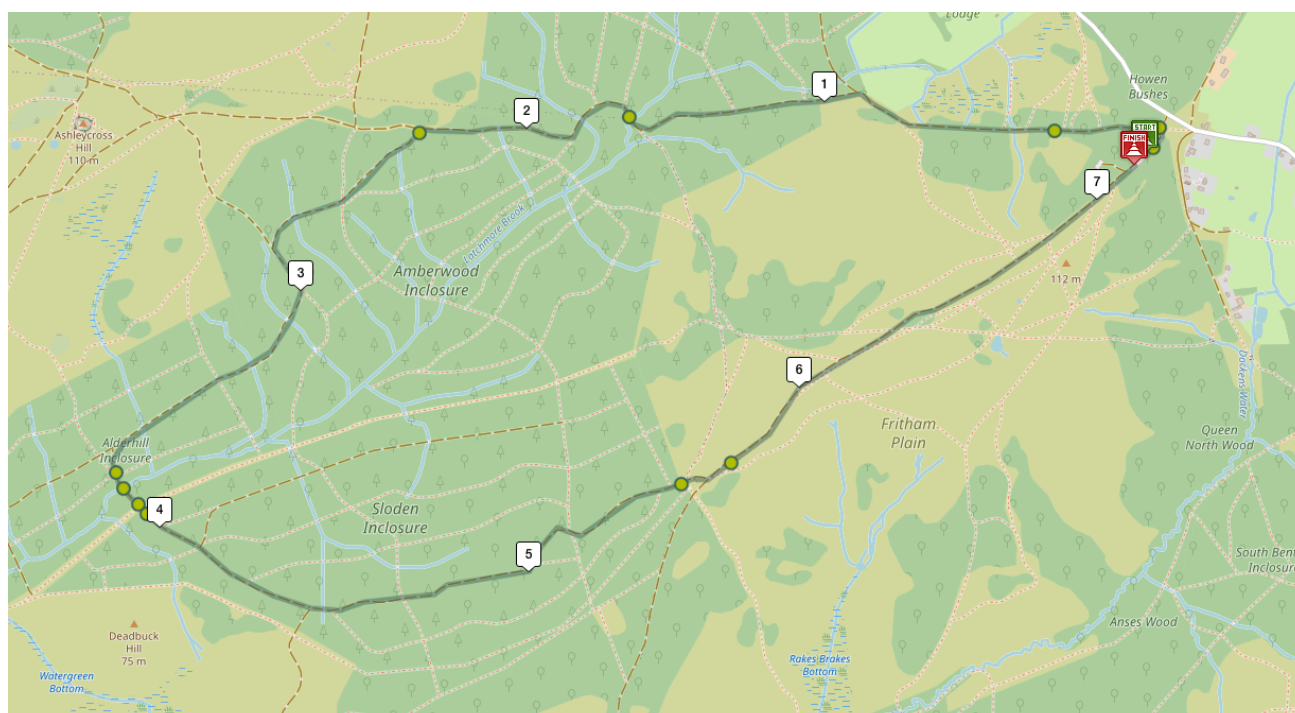 Lodge
Howen
Bushes
1
2
START
FINISH
Ashleycross
Hill
110 m
7
Latchmore Brook
3
Amberwood
Inclosure
112 m
6
Dockens Water
Fritham
Plain
Queen
North Wood
Alderhill
Inclosure
4
Sloden
Inclosure
5
South Bent
Inclosure
Deadbuck
Hill
75 m
Anses Wood
Rakes Brakes
Bottom
Watergreen
Bottom